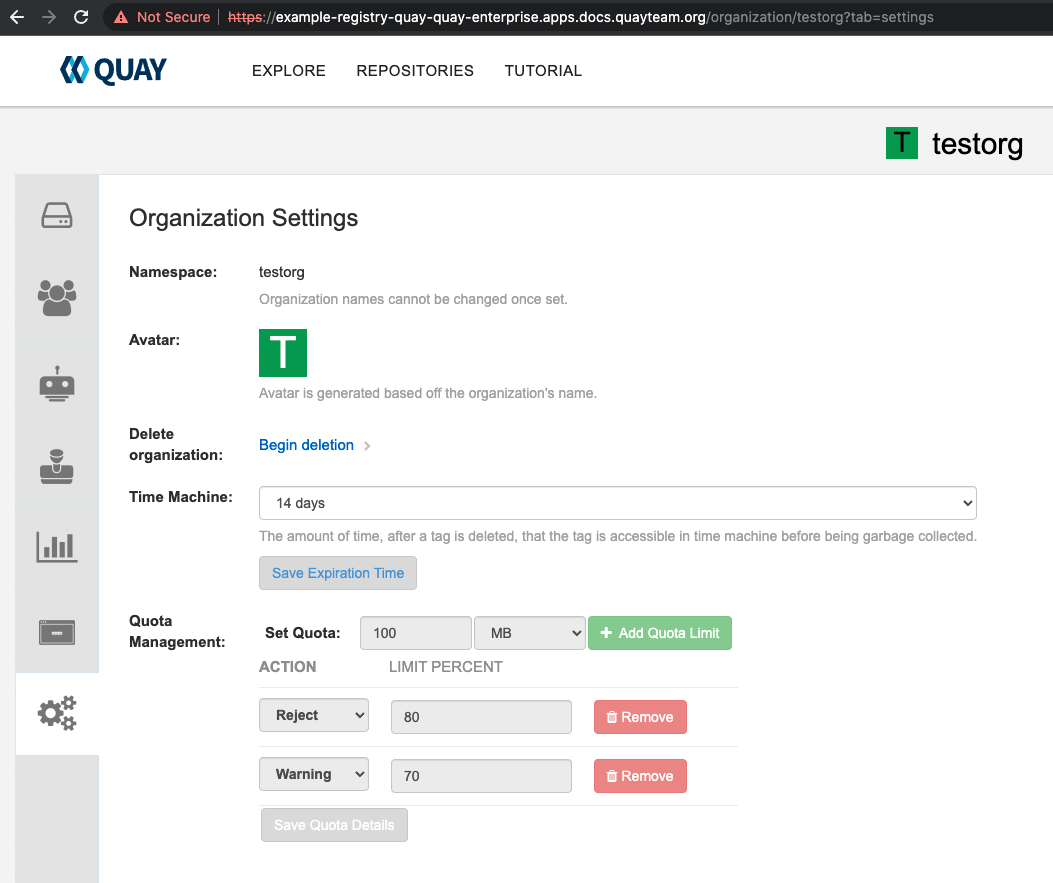 Not Secure https://example-registry-quay-quay-enterprise.apps.docs.quayteam.org/organization/testorg?tab=settings
QUAY EXPLORE REPOSITORIES TUTORIAL
T testorg
Organization Settings
Namespace: testorg
Organization names cannot be changed once set.
Avatar:
T
Avatar is generated based off the organization's name.
Delete
organization:
Begin deletion
Time Machine: 14 days
The amount of time, after a tag is deleted, that the tag is accessible in time machine before being garbage collected.
Save Expiration Time
Quota
Management:
Set Quota: 100 MB + Add Quota Limit
ACTION LIMIT PERCENT
Reject 80 Remove
Warning 70 Remove
Save Quota Details